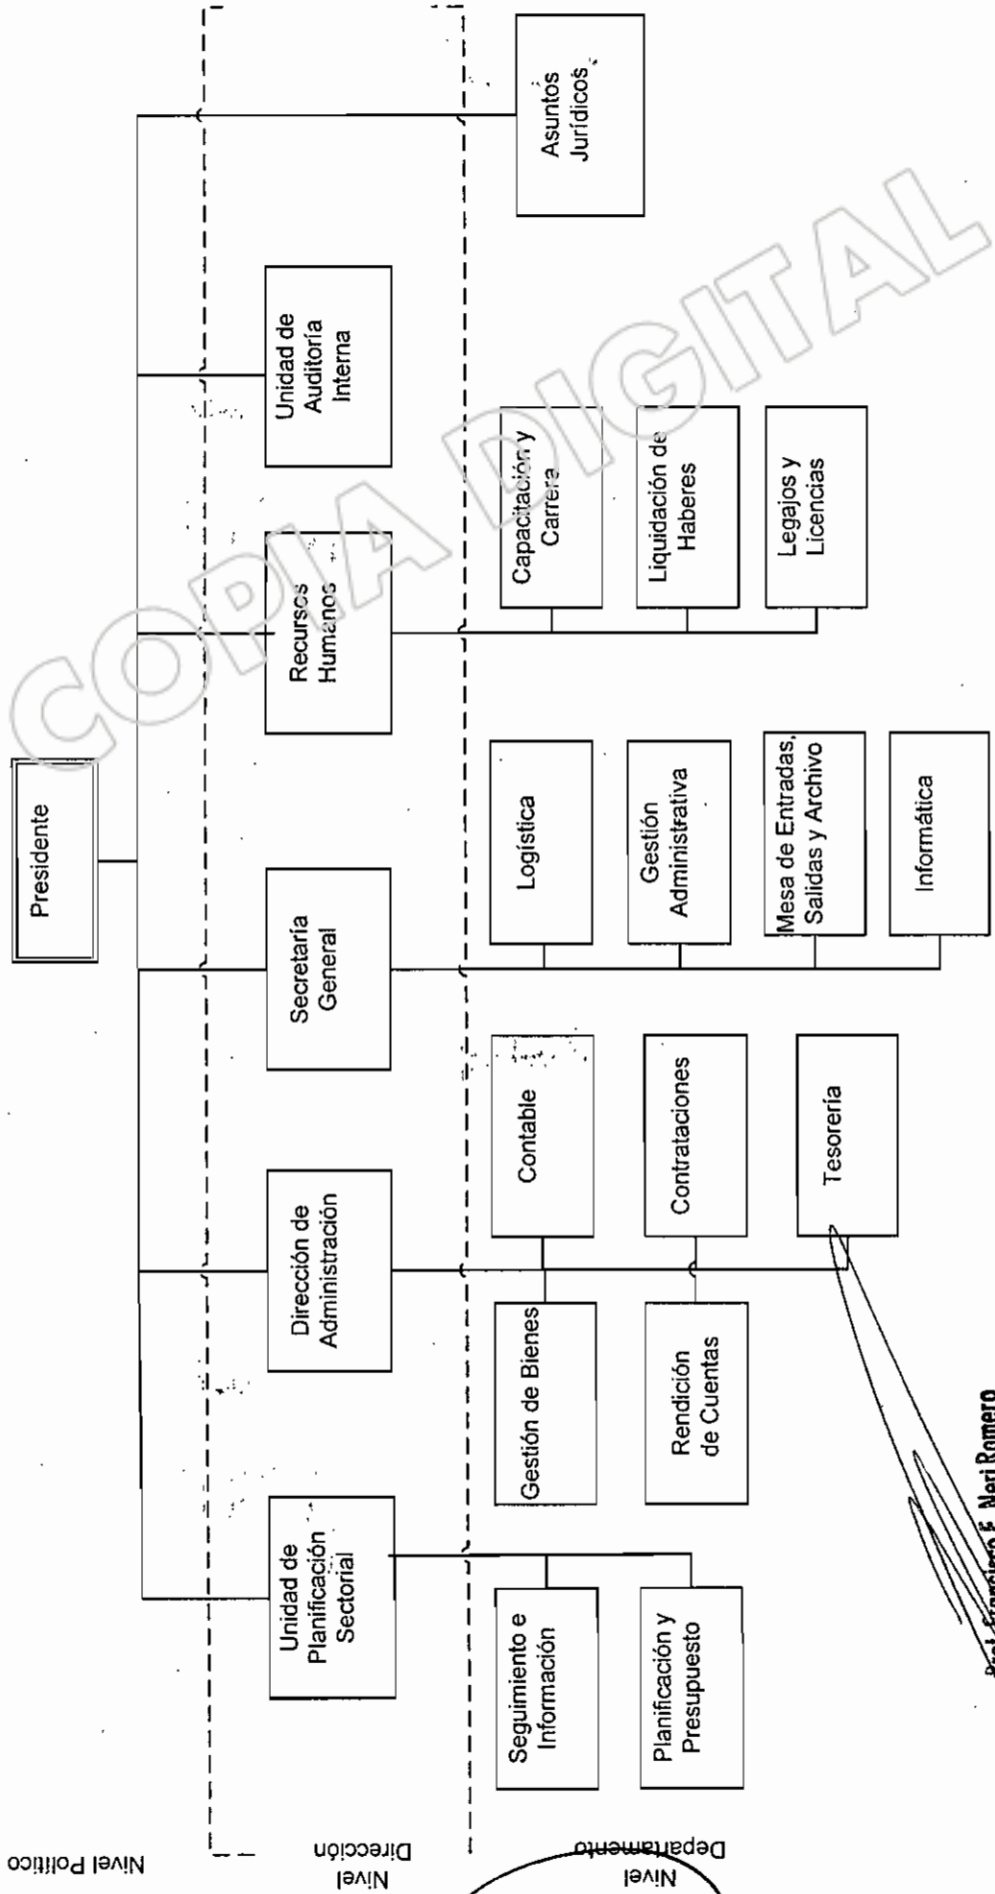 Presidente
Unidad de
Planificación
Sectorial
Dirección de
Administración
Secretaría
General
Recursos
Humanos
Unidad de
Auditoría
Interna
Asuntos
Jurídicos
Seguimiento e
Información
Planificación y
Presupuesto
Gestión de Bienes
Rendición
de Cuentas
Contable
Contrataciones
Tesorería
Logística
Gestión
Administrativa
Mesa de Entradas,
Salidas y Archivo
Informática
Capacitación y
Carrera
Liquidación de
Haberes
Legajos y
Licencias
Nivel Político
Nivel
Dirección
Nivel
Departamento
COPIA DIGITAL
Prof. Francisco F. Neri Romero